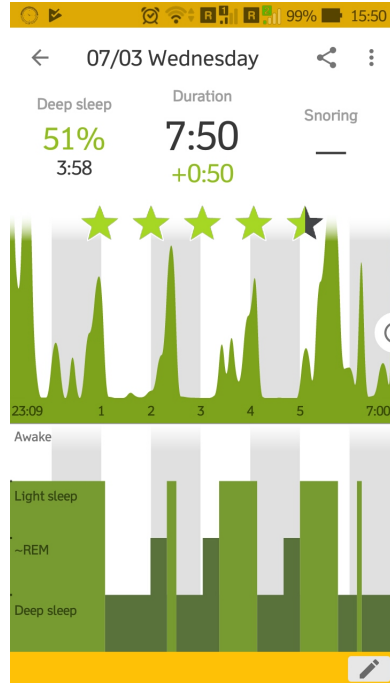 R 1 R 99% 15:50
07/03 Wednesday
Deep sleep
Duration
Snoring
51%
7:50
—
3:58
+0:50
23:09 1 2 3 4 5 7:00
Awake
Light sleep
~REM
Deep sleep